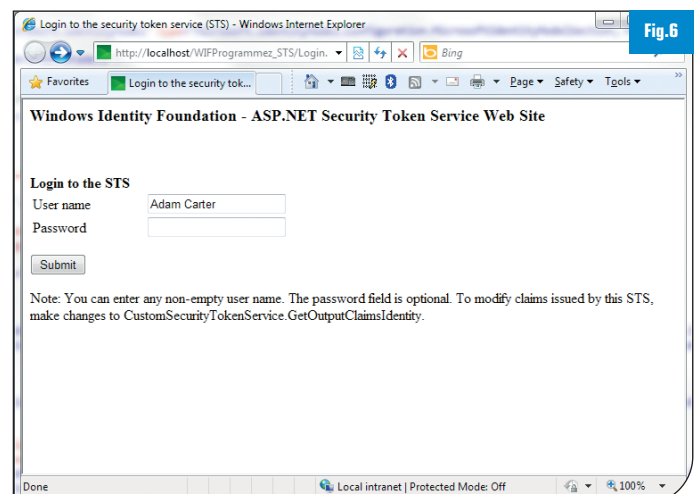 Login to the security token service (STS) - Windows Internet Explorer
Fig.6
http://localhost/WIFProgrammez_STS/Login.
Bing
Favorites
Login to the security tok...
Page
Safety
Tools
Windows Identity Foundation - ASP.NET Security Token Service Web Site
Login to the STS
User name
Adam Carter
Password
Submit
Note: You can enter any non-empty user name. The password field is optional. To modify claims issued by this STS,
make changes to CustomSecurityTokenService.GetOutputClaimsIdentity.
Done
Local intranet | Protected Mode: Off
100%